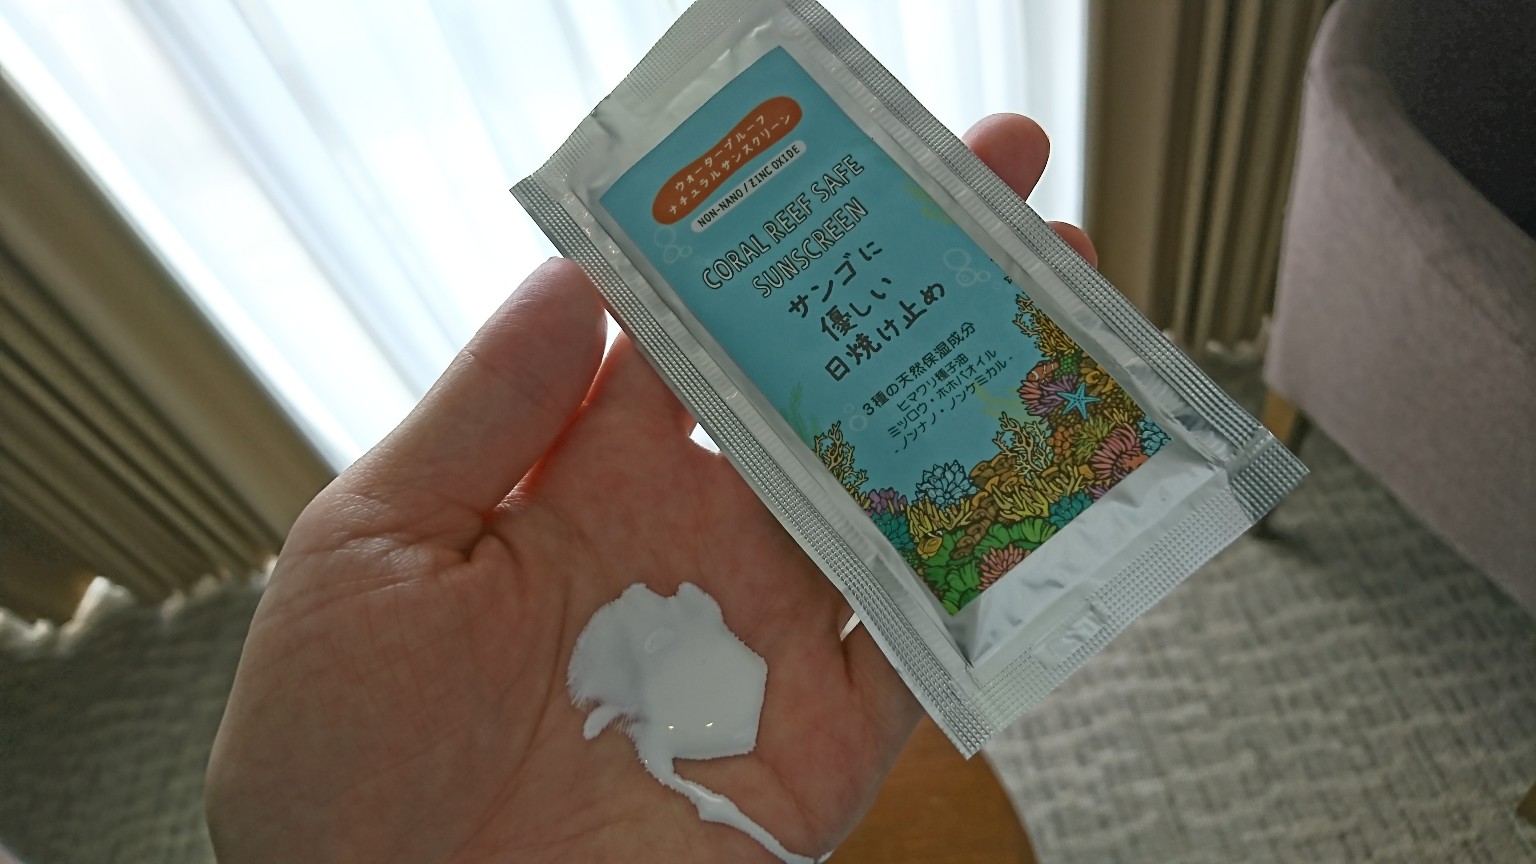 ウォータープルーフ
ナチュラルサンスクリーン
NON-NANO / ZINC OXIDE
CORAL REEF SAFE
SUNSCREEN
サンゴに
優しい
日焼け止め
3種の天然保湿成分
ヒマワリ種子油
ミツロウ・ホホバオイル
-ノンナノ・ノンケミカル-